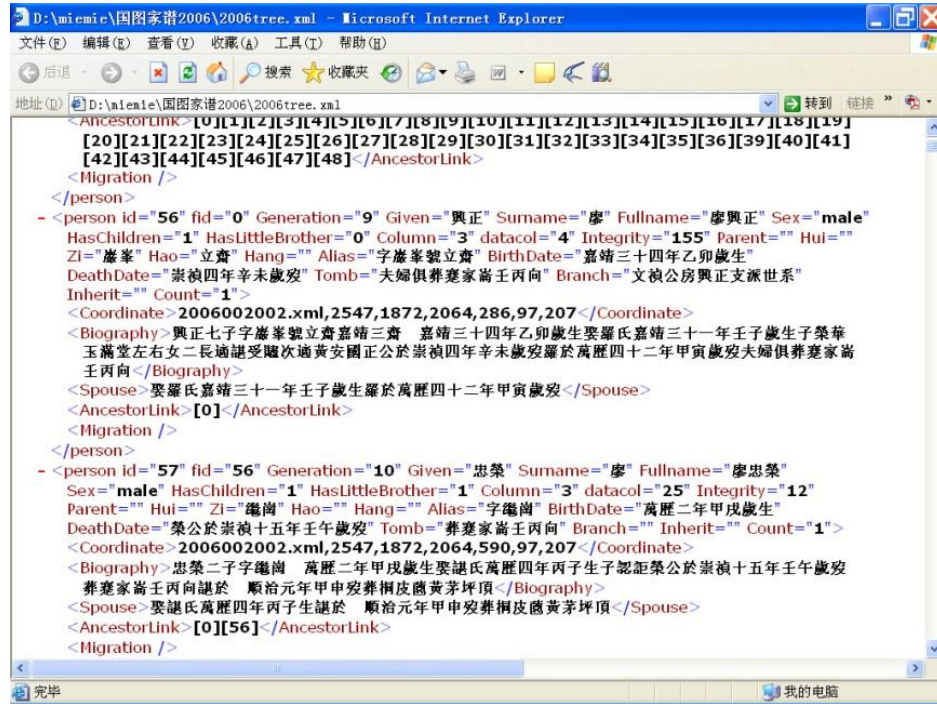 D:\miemie\国图家谱2006\2006tree.xml - Microsoft Internet Explorer
文件(F) 编辑(E) 查看(V) 收藏(A) 工具(T) 帮助(H)
后退 搜索 收藏夹
地址(D) D:\miemie\国图家谱2006\2006tree.xml 转到 链接 »
<AncestorLink>[0][1][2][3][4][5][6][7][8][9][10][11][12][13][14][15][16][17][18][19]
[20][21][22][23][24][25][26][27][28][29][30][31][32][33][34][35][36][39][40][41]
[42][43][44][45][46][47][48]</AncestorLink>
<Migration />
</person>
- <person id="56" fid="0" Generation="9" Given="興正" Surname="廖" Fullname="廖興正" Sex="male"
HasChildren="1" HasLittleBrother="0" Column="3" datacol="4" Integrity="155" Parent="" Hui=""
Zi="巖峯" Hao="立齋" Hang="" Alias="字巖峯號立齋" BirthDate="嘉靖三十四年乙卯歲生"
DeathDate="崇禎四年辛未歲歿" Tomb="夫婦俱葬蹇家嵛壬丙向" Branch="文禎公房興正支派世系"
Inherit="" Count="1">
<Coordinate>2006002002.xml,2547,1872,2064,286,97,207</Coordinate>
<Biography>興正七子字巖峯號立齋嘉靖三齋 嘉靖三十四年乙卯歲生娶羅氏嘉靖三十一年壬子歲生子榮華
玉滿堂左右女二長適諶受次適黃安國正公於崇禎四年辛未歲歿羅於萬歷四十二年甲寅歲歿夫婦俱葬蹇家嵛
壬丙向</Biography>
<Spouse>娶羅氏嘉靖三十一年壬子歲生羅於萬歷四十二年甲寅歲歿</Spouse>
<AncestorLink>[0]</AncestorLink>
<Migration />
</person>
- <person id="57" fid="56" Generation="10" Given="忠榮" Surname="廖" Fullname="廖忠榮"
Sex="male" HasChildren="1" HasLittleBrother="1" Column="3" datacol="25" Integrity="12"
Parent="" Hui="" Zi="繼崗" Hao="" Hang="" Alias="字繼崗" BirthDate="萬歷二年甲戌歲生"
DeathDate="榮公於崇禎十五年壬午歲歿" Tomb="葬蹇家嵛壬丙向" Branch="" Inherit="" Count="1">
<Coordinate>2006002002.xml,2547,1872,2064,590,97,207</Coordinate>
<Biography>忠榮二子字繼崗 萬歷二年甲戌歲生娶諶氏萬歷四年丙子生子認詎榮公於崇禎十五年壬午歲歿
葬蹇家嵛壬丙向諶於 順治元年甲申歿葬桐皮黃茅坪頂</Biography>
<Spouse>娶諶氏萬歷四年丙子生諶於 順治元年甲申歿葬桐皮黃茅坪頂</Spouse>
<AncestorLink>[0][56]</AncestorLink>
<Migration />
完毕 我的电脑